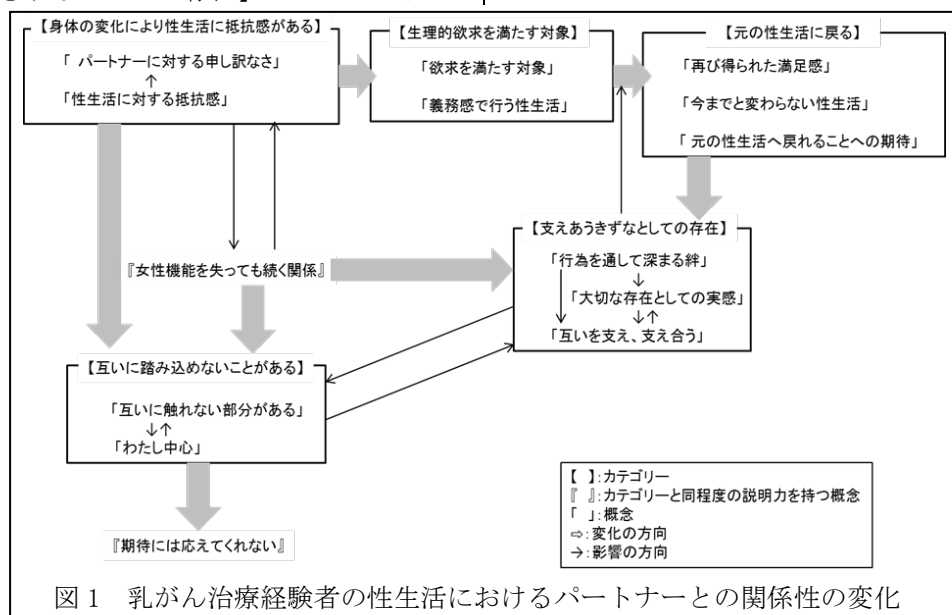 【身体の変化により性生活に抵抗感がある】
「 パートナーに対する申し訳なさ」
↑
「性生活に対する抵抗感」
【生理的欲求を満たす対象】
「欲求を満たす対象」
「義務感で行う性生活」
【元の性生活に戻る】
「再び得られた満足感」
「今までと変わらない性生活」
「 元の性生活へ戻れることへの期待」
『女性機能を失っても続く関係』
【支えあうきずなとしての存在】
「行為を通して深まる絆」
↓
「大切な存在としての実感」
↓↑
「互いを支え、支え合う」
【互いに踏み込めないことがある】
「互いに触れない部分がある」
↓↑
「わたし中心」
『期待には応えてくれない』
【 】:カテゴリー
『 』:カテゴリーと同程度の説明力を持つ概念
「 」:概念
⇨:変化の方向
→:影響の方向
図 1 乳がん治療経験者の性生活におけるパートナーとの関係性の変化